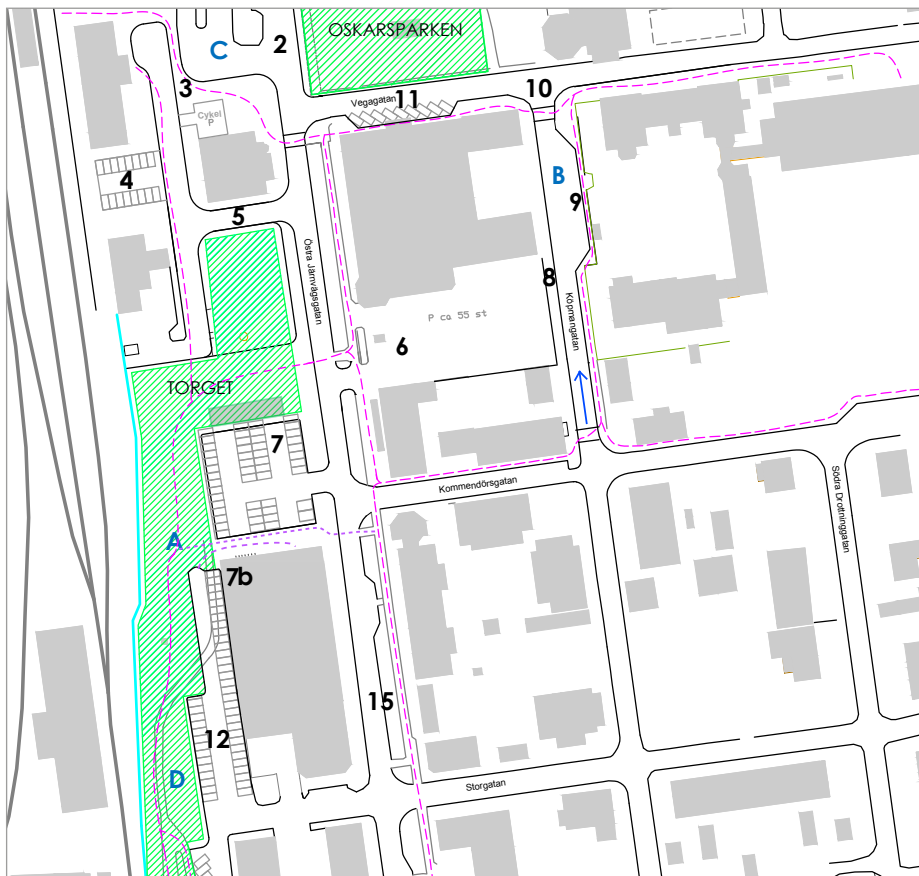 OSKARSPARKEN
2
C
3
10
11
Vegagatan
Cykel
P
4
B
9
5
Östra Järnvägsgatan
8
P ca 55 st
Köpmangatan
6
TORGET
7
Kommendörsgatan
Södra Drottninggatan
A
7b
15
12
D
Storgatan